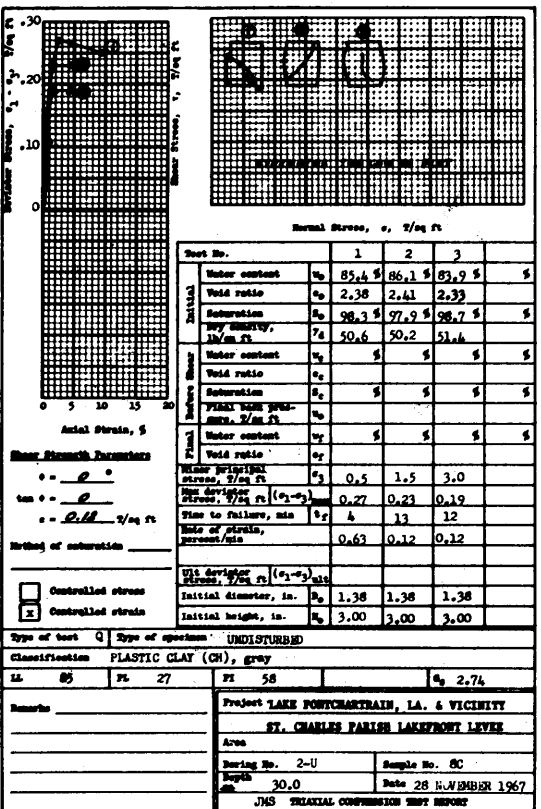 .30
.20
.10
0
0 5 10 15 20
Deviator Stress, σ1 - σ3, T/sq ft
Axial Strain, %
Shear Stress, τ, T/sq ft
Normal Stress, σ, T/sq ft
Shear Strength Parameters
φ = 0 °
tan φ = 0
c = T/sq ft
Method of saturation
Controlled stress
x Controlled strain
Test No. 1 2 3
Initial
Water content w0 85.4 % 86.1 % 83.9 % %
Void ratio e0 2.38 2.41 2.33
Saturation S0 98.3 % 97.9 % 98.7 % %
Dry density, lb/cu ft γd 50.6 50.2 51.4
Before Shear
Water content wc % % % %
Void ratio ec
Saturation Sc % % % %
Final back pressure, T/sq ft u0
Final
Water content wf % % % %
Void ratio ef
Minor principal stress, T/sq ft σ3 0.5 1.5 3.0
Max deviator stress, T/sq ft (σ1-σ3)max 0.27 0.23 0.19
Time to failure, min tf 4 13 12
Rate of strain, percent/min 0.63 0.12 0.12
Ult deviator stress, T/sq ft (σ1-σ3)ult
Initial diameter, in. D0 1.38 1.38 1.38
Initial height, in. H0 3.00 3.00 3.00
Type of test Q Type of specimen UNDISTURBED
Classification PLASTIC CLAY (CH), gray
LL 85 PL 27 PI 58 Gs 2.74
Remarks
Project LAKE PONTCHARTRAIN, LA. & VICINITY
ST. CHARLES PARISH LAKEFRONT LEVEE
Area
Boring No. 2-U Sample No. 8C
Depth 30.0 Date 28 NOVEMBER 1967
JMS TRIAXIAL COMPRESSION TEST REPORT